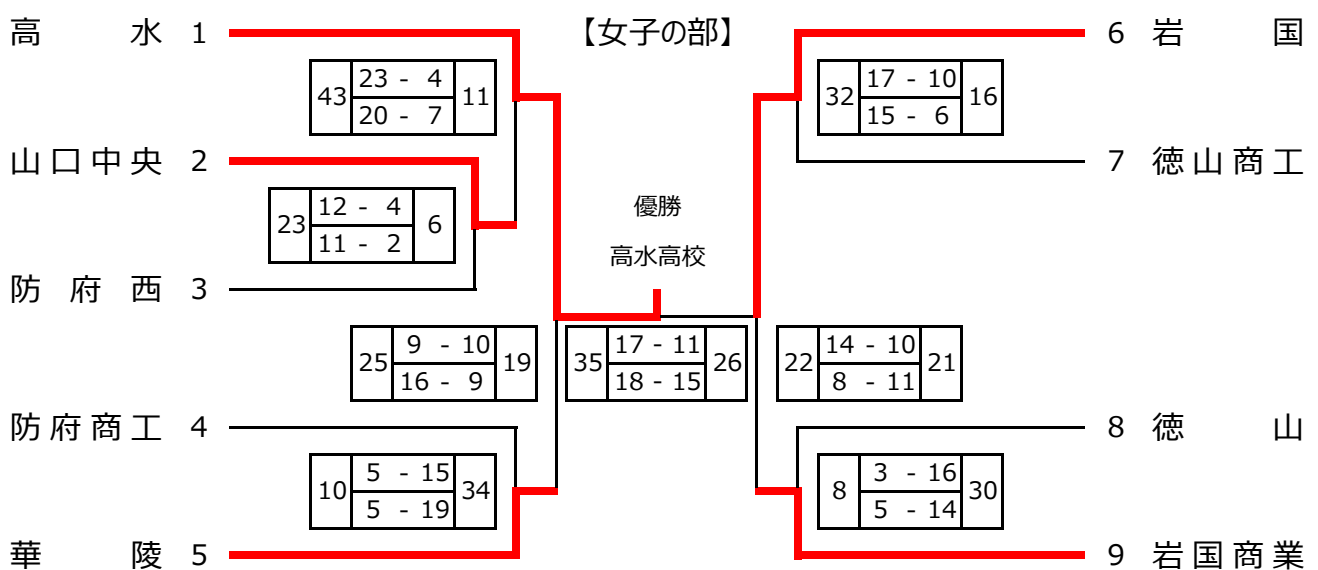 高水 1
【女子の部】
6 岩国
43 23 - 4 11
20 - 7
32 17 - 10 16
15 - 6
山口中央 2
7 徳山商工
23 12 - 4 6
11 - 2
優勝
高水高校
防府西 3
25 9 - 10 19
16 - 9
35 17 - 11 26
18 - 15
22 14 - 10 21
8 - 11
防府商工 4
8 徳山
10 5 - 15 34
5 - 19
8 3 - 16 30
5 - 14
華陵 5
9 岩国商業